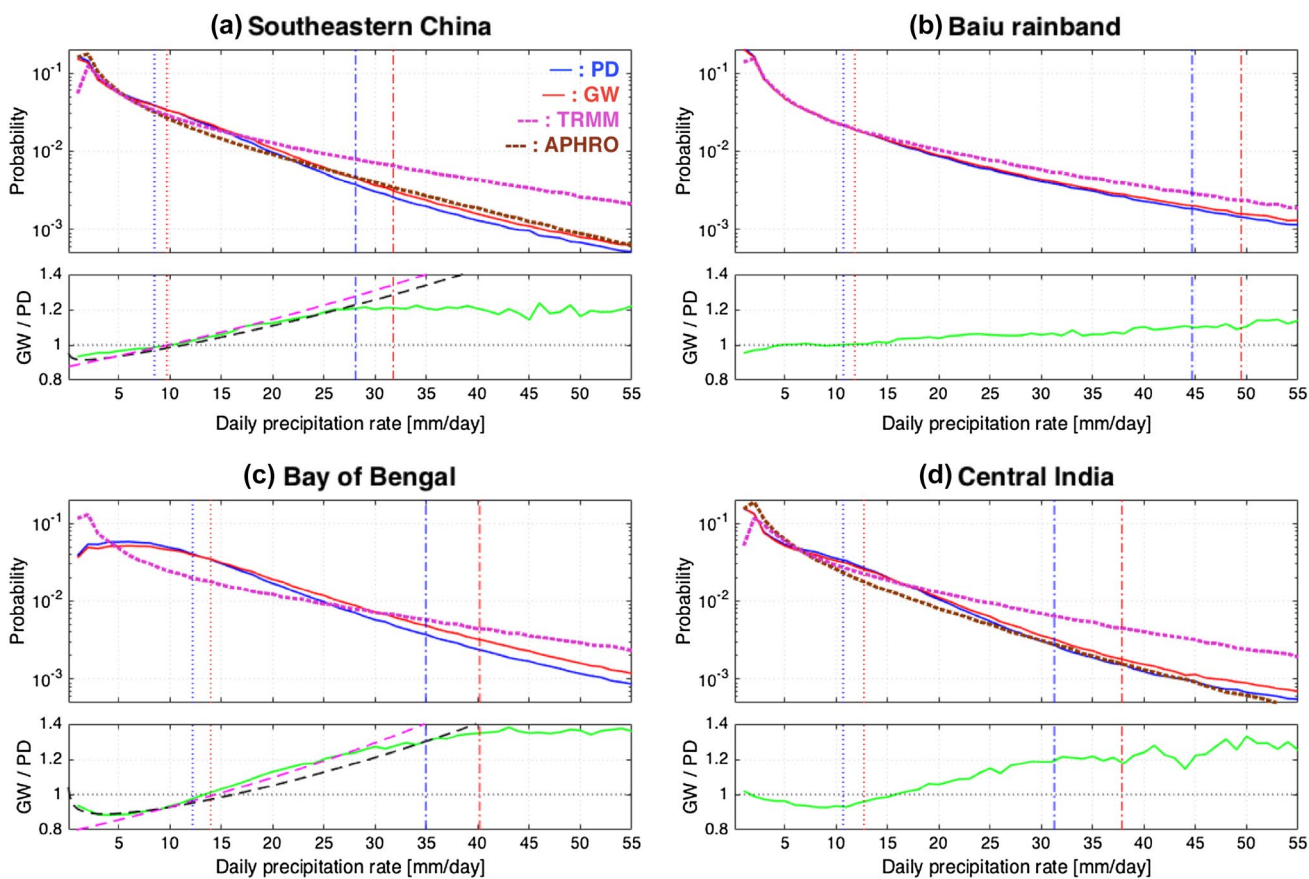 (a) Southeastern China
10^-1
10^-2
10^-3
Probability
— : PD
— : GW
---- : TRMM
---- : APHRO
1.4
1.2
1
0.8
GW / PD
5 10 15 20 25 30 35 40 45 50 55
Daily precipitation rate [mm/day]
(b) Baiu rainband
10^-1
10^-2
10^-3
Probability
1.4
1.2
1
0.8
GW / PD
5 10 15 20 25 30 35 40 45 50 55
Daily precipitation rate [mm/day]
(c) Bay of Bengal
10^-1
10^-2
10^-3
Probability
1.4
1.2
1
0.8
GW / PD
5 10 15 20 25 30 35 40 45 50 55
Daily precipitation rate [mm/day]
(d) Central India
10^-1
10^-2
10^-3
Probability
1.4
1.2
1
0.8
GW / PD
5 10 15 20 25 30 35 40 45 50 55
Daily precipitation rate [mm/day]